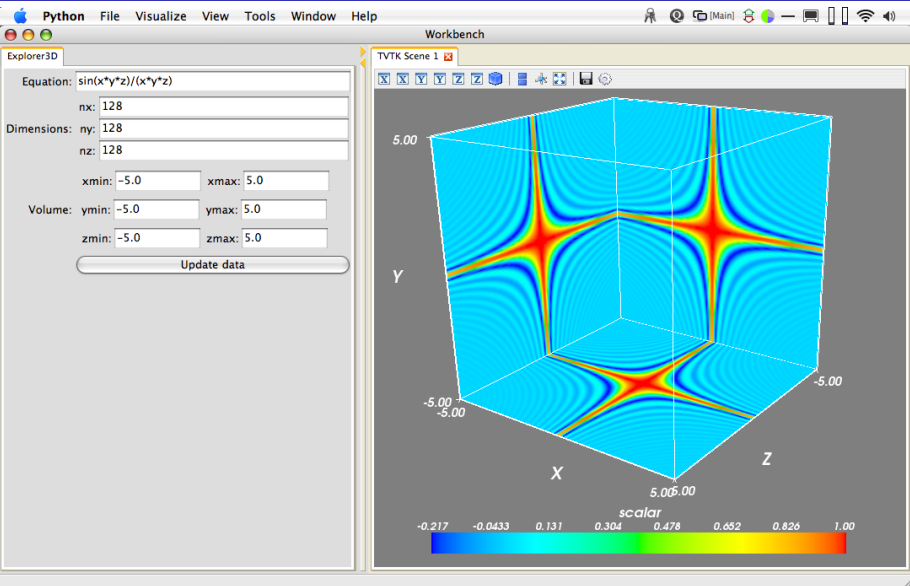 Python File Visualize View Tools Window Help [Main]
Workbench
Explorer3D
Equation: sin(x*y*z)/(x*y*z)
nx: 128
Dimensions: ny: 128
nz: 128
xmin: -5.0 xmax: 5.0
Volume: ymin: -5.0 ymax: 5.0
zmin: -5.0 zmax: 5.0
Update data
TVTK Scene 1
X X Y Y Z Z
5.00
Y
-5.00
-5.00
-5.00
X
Z
5.00
5.00
scalar
-0.217 -0.0433 0.131 0.304 0.478 0.652 0.826 1.00